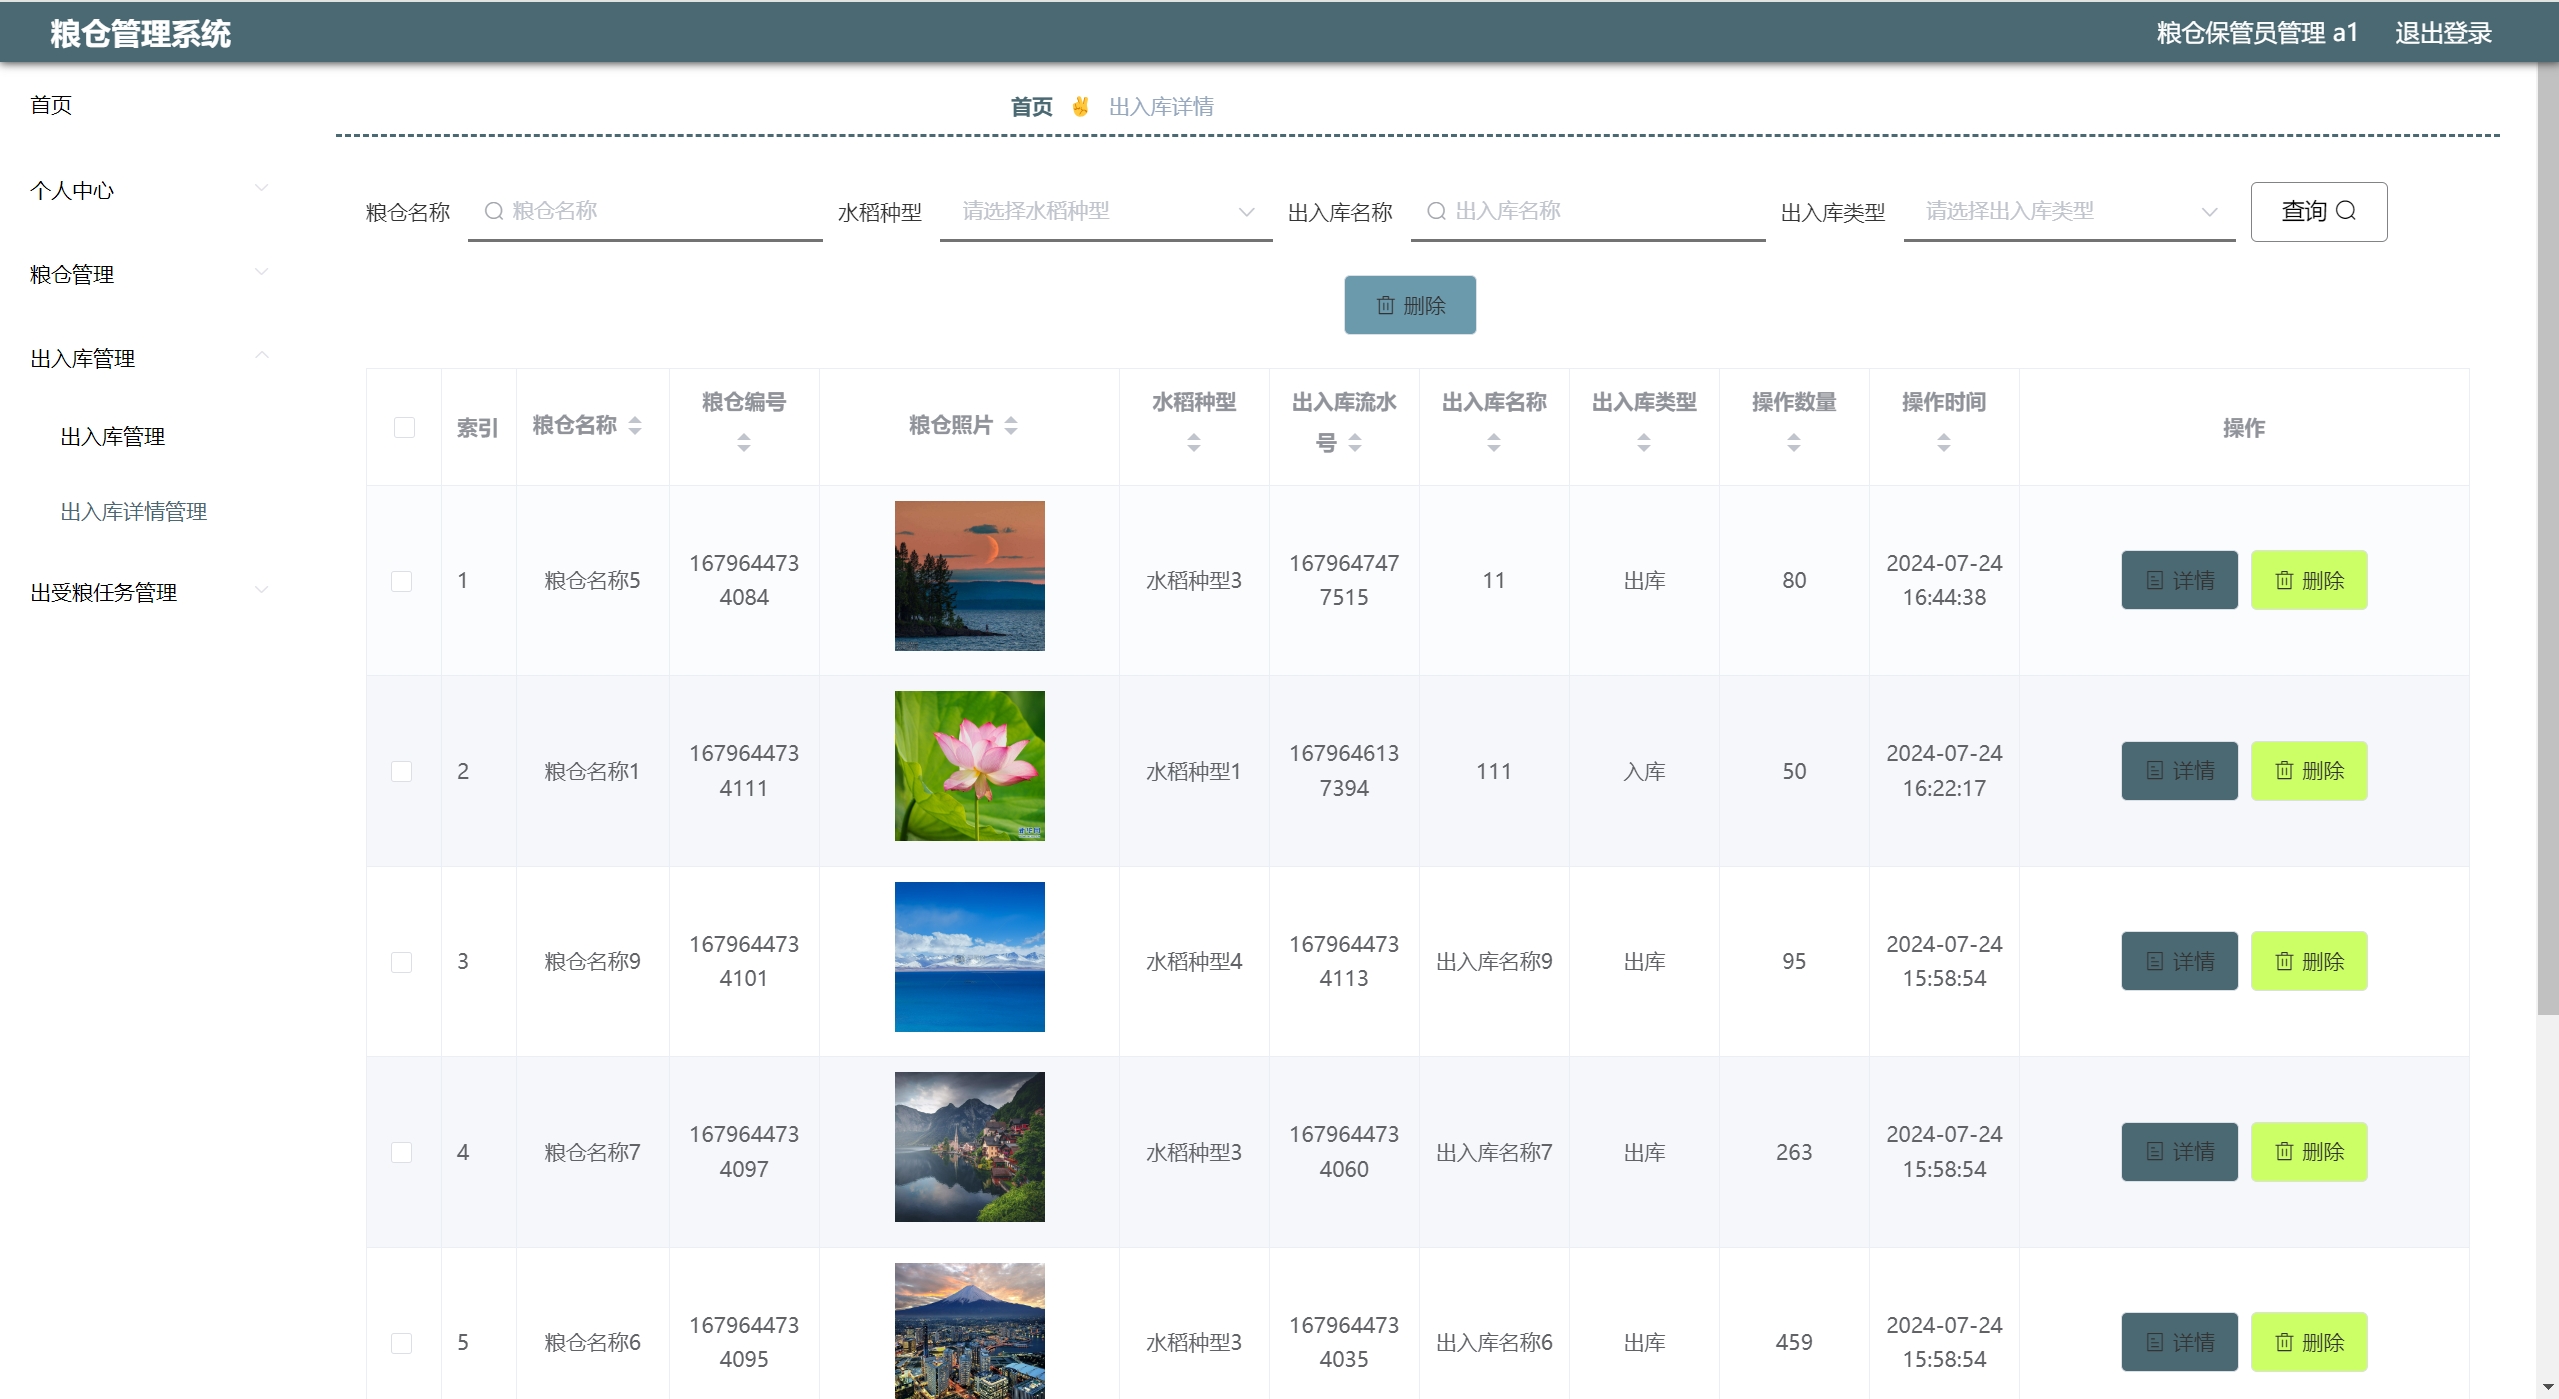 粮仓管理系统
粮仓保管员管理 a1
退出登录
首页
个人中心
粮仓管理
出入库管理
出入库管理
出入库详情管理
出受粮任务管理
首页 ✌ 出入库详情
粮仓名称 粮仓名称 水稻种型 请选择水稻种型 出入库名称 出入库名称 出入库类型 请选择出入库类型 查询
删除
索引 粮仓名称 粮仓编号 粮仓照片 水稻种型 出入库流水号 出入库名称 出入库类型 操作数量 操作时间 操作
1 粮仓名称5 1679644734084 水稻种型3 1679647477515 11 出库 80 2024-07-24 16:44:38 详情 删除
2 粮仓名称1 1679644734111 水稻种型1 1679646137394 111 入库 50 2024-07-24 16:22:17 详情 删除
3 粮仓名称9 1679644734101 水稻种型4 1679644734113 出入库名称9 出库 95 2024-07-24 15:58:54 详情 删除
4 粮仓名称7 1679644734097 水稻种型3 1679644734060 出入库名称7 出库 263 2024-07-24 15:58:54 详情 删除
5 粮仓名称6 1679644734095 水稻种型3 1679644734035 出入库名称6 出库 459 2024-07-24 15:58:54 详情 删除